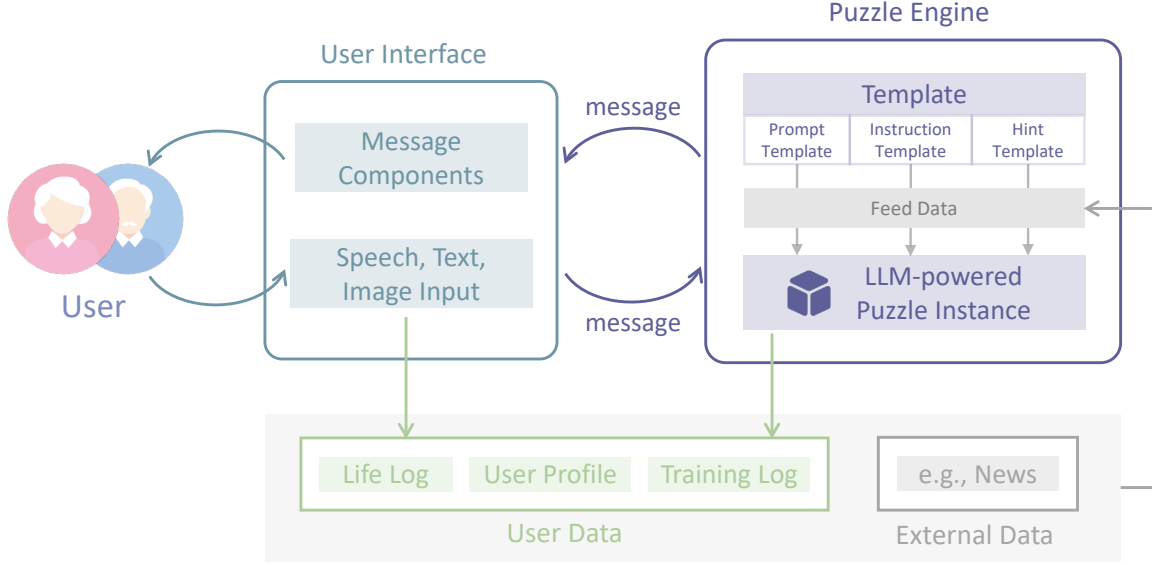 Puzzle Engine
User Interface
message
Template
Prompt
Template
Instruction
Template
Hint
Template
Message
Components
Feed Data
Speech, Text,
Image Input
LLM-powered
Puzzle Instance
User
message
Life Log
User Profile
Training Log
e.g., News
User Data
External Data